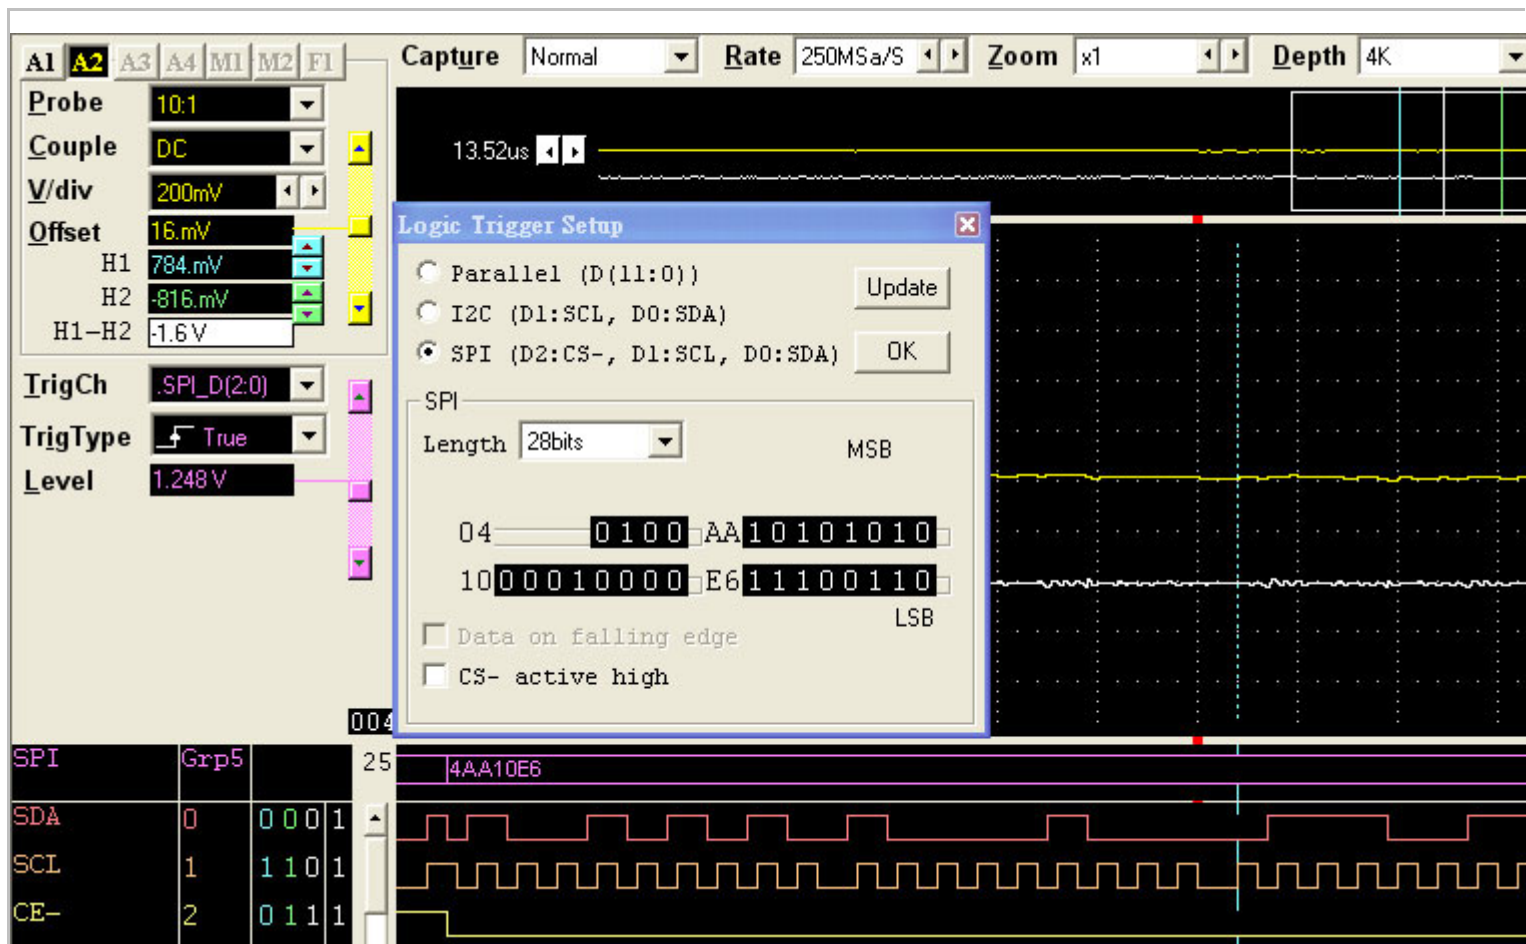 A1 A2 A3 A4 M1 M2 F1 Capture Normal Rate 250MSa/S Zoom x1 Depth 4K
Probe 10:1
Couple DC
13.52us
V/div 200mV
Offset 16.mV
H1 784.mV
H2 -816.mV
H1-H2 -1.6 V
Logic Trigger Setup
Parallel (D(11:0))
Update
I2C (D1:SCL, D0:SDA)
SPI (D2:CS-, D1:SCL, D0:SDA)
OK
TrigCh .SPI_D(2:0)
TrigType True
Level 1.248 V
SPI
Length 28bits
MSB
04 0100 AA 10101010
10 00010000 E6 11100110
LSB
Data on falling edge
CS- active high
004
SPI Grp5 25 4AA10E6
SDA 0 0 0 0 1
SCL 1 1 1 0 1
CE- 2 0 1 1 1